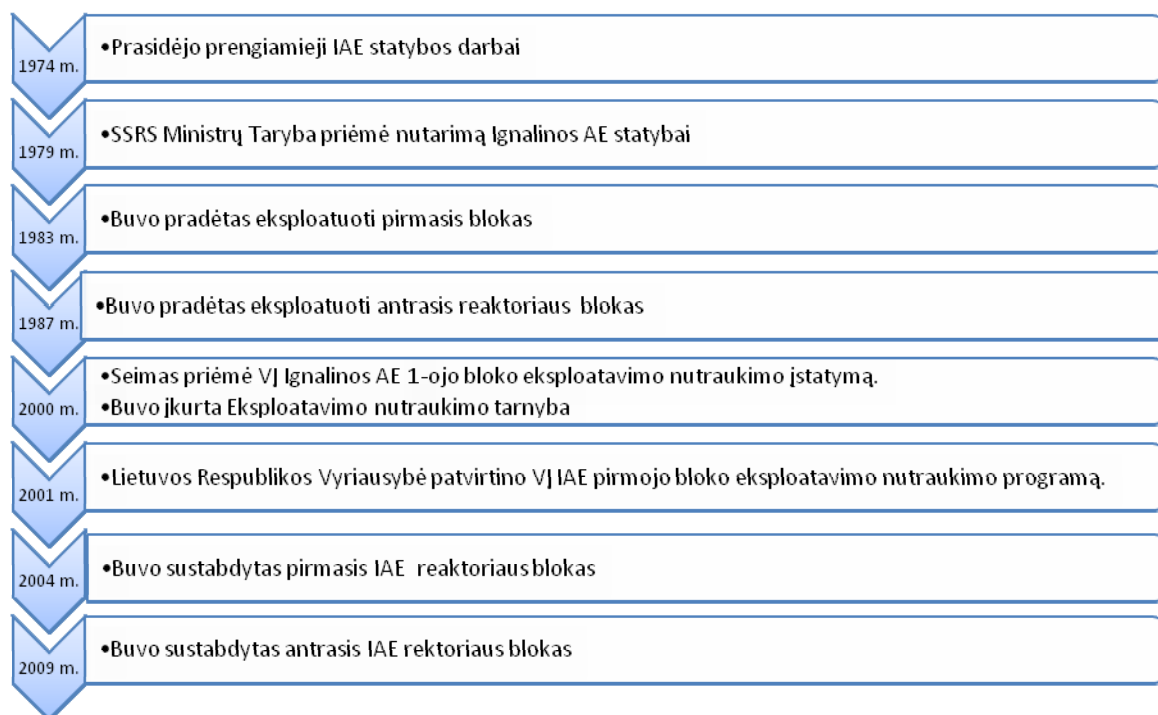 1974 m.
•Prasidėjo prengiamieji IAE statybos darbai
1979 m.
•SSRS Ministrų Taryba priėmė nutarimą Ignalinos AE statybai
1983 m.
•Buvo pradėtas eksploatuoti pirmasis blokas
1987 m.
•Buvo pradėtas eksploatuoti antrasis reaktoriaus blokas
2000 m.
•Seimas priėmė VĮ Ignalinos AE 1-ojo bloko eksploatavimo nutraukimo įstatymą.
•Buvo įkurta Eksploatavimo nutraukimo tarnyba
2001 m.
•Lietuvos Respublikos Vyriausybė patvirtino VĮ IAE pirmojo bloko eksploatavimo nutraukimo programą.
2004 m.
•Buvo sustabdytas pirmasis IAE reaktoriaus blokas
2009 m.
•Buvo sustabdytas antrasis IAE rektoriaus blokas